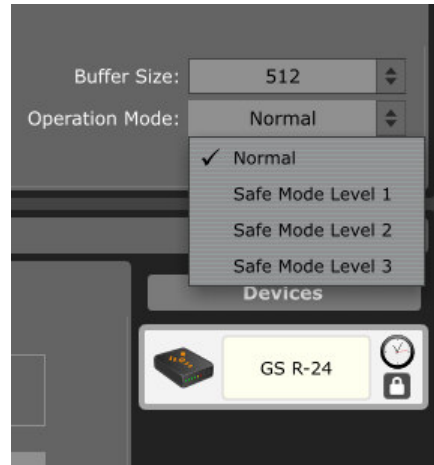 Buffer Size: 512
Operation Mode: Normal
✓ Normal
Safe Mode Level 1
Safe Mode Level 2
Safe Mode Level 3
Devices
GS R-24